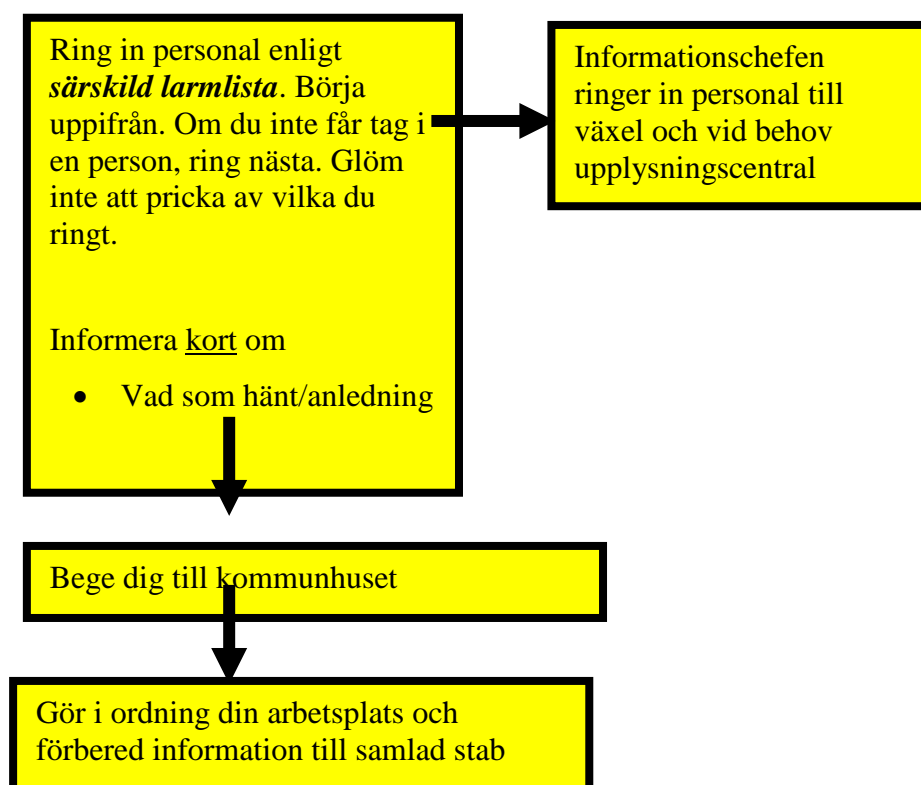 Ring in personal enligt
särskild larmlista. Börja
uppifrån. Om du inte får tag i
en person, ring nästa. Glöm
inte att pricka av vilka du
ringt.
Informera kort om
• Vad som hänt/anledning
Informationschefen
ringer in personal till
växel och vid behov
upplysningscentral
Bege dig till kommunhuset
Gör i ordning din arbetsplats och
förbered information till samlad stab